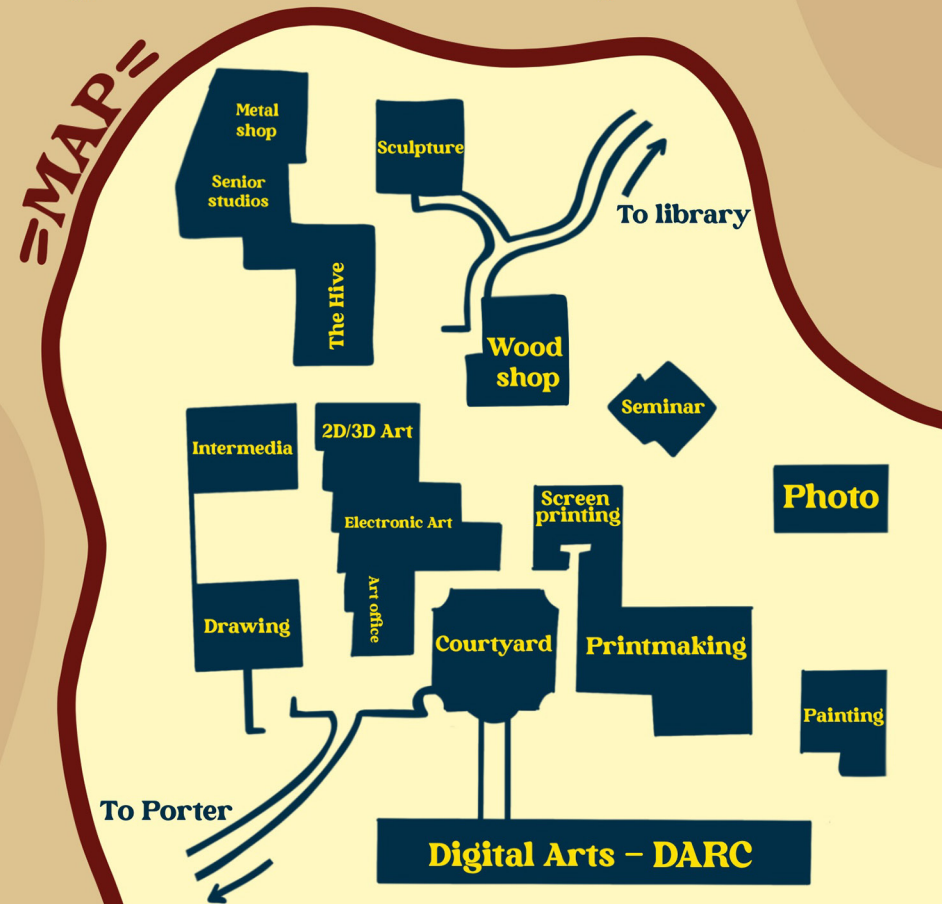 =MAP=
Metal
shop
Sculpture
Senior
studios
To library
The Hive
Wood
shop
Seminar
2D/3D Art
Intermedia
Photo
Screen
printing
Electronic Art
Art office
Drawing
Courtyard
Printmaking
Painting
To Porter
Digital Arts – DARC